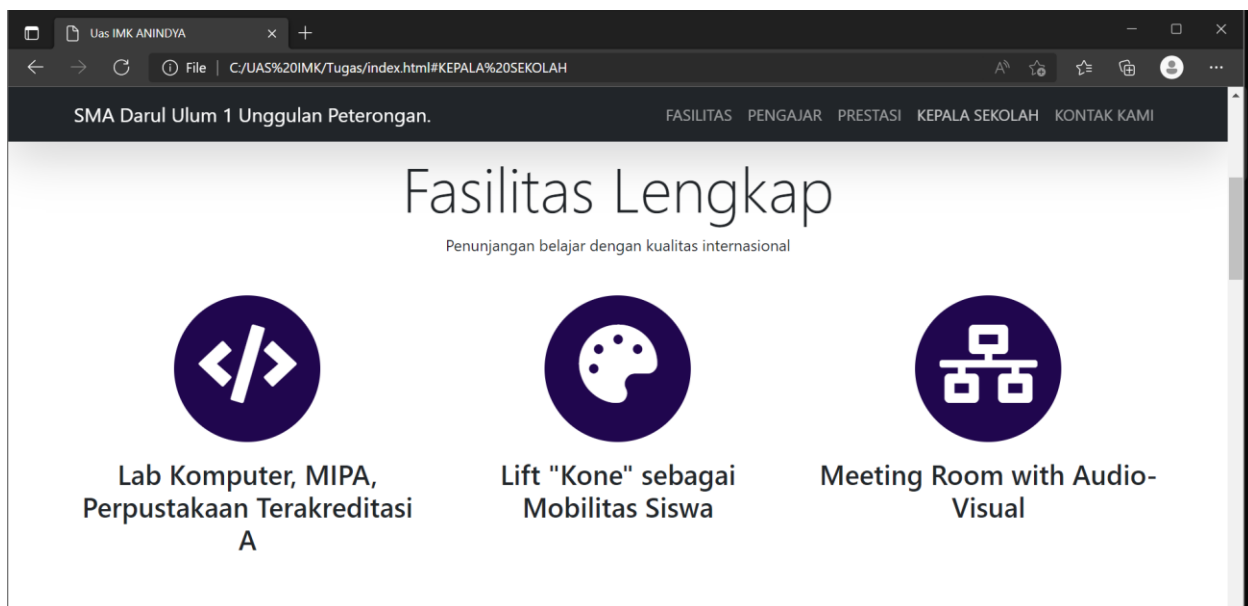 Uas IMK ANINDYA
File | C:/UAS%20IMK/Tugas/index.html#KEPALA%20SEKOLAH
SMA Darul Ulum 1 Unggulan Peterongan. FASILITAS PENGAJAR PRESTASI KEPALA SEKOLAH KONTAK KAMI
Fasilitas Lengkap
Penunjangan belajar dengan kualitas internasional
Lab Komputer, MIPA,
Perpustakaan Terakreditasi
A
Lift "Kone" sebagai
Mobilitas Siswa
Meeting Room with Audio-
Visual